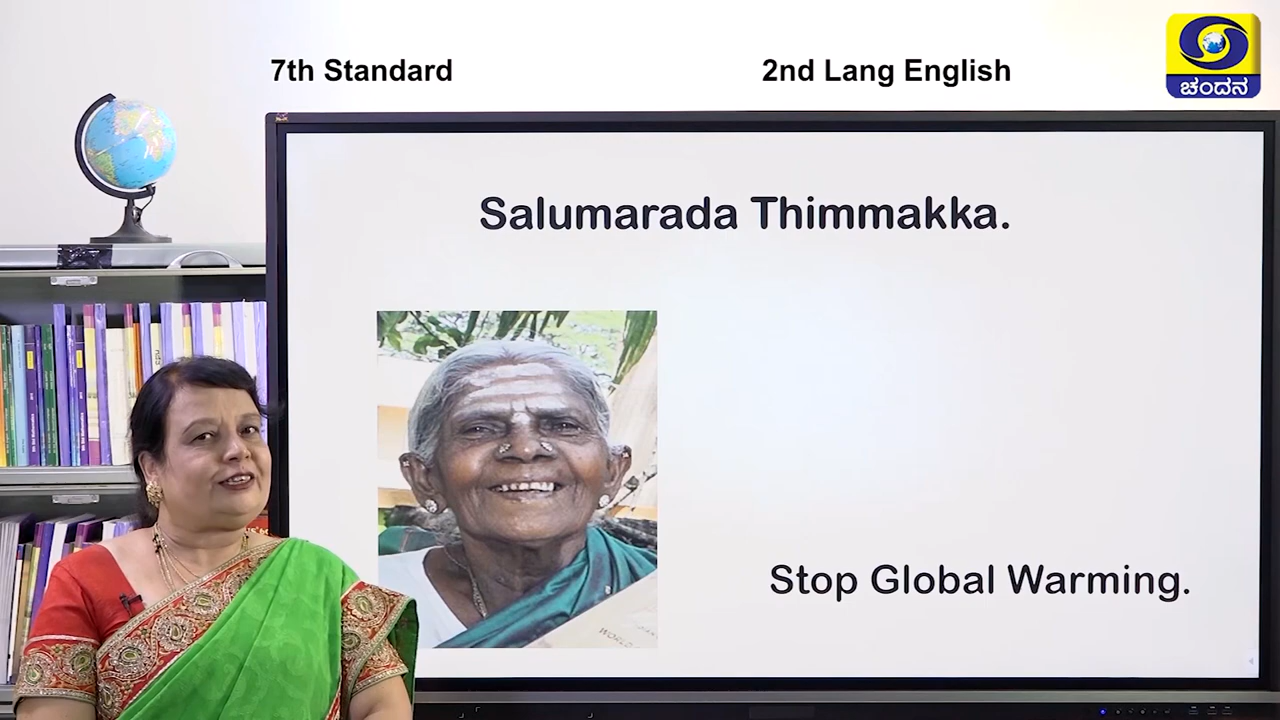 7th Standard
2nd Lang English
ಚಂದನ
Salumarada Thimmakka.
Stop Global Warming.